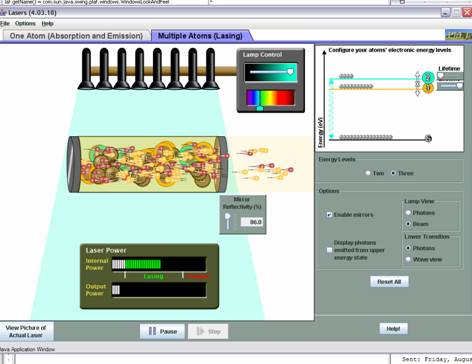 laf.getName() = com.sun.java.swing.plaf.windows.WindowsLookAndFeel
Lasers (4.03.18)
File Options Help
One Atom (Absorption and Emission) Multiple Atoms (Lasing)
Lamp Control
Configure your atoms' electronic energy levels
Lifetime
Energy (eV)
Energy Levels
Two Three
Mirror
Reflectivity (%)
86.0
Options
Enable mirrors
Lamp View
Photons
Beam
Display photons
emitted from upper
energy state
Lower Transition
Photons
Wave view
Laser Power
Internal
Power
Lasing
Output
Power
Reset All
View Picture of
Actual Laser
Pause
Step
Help!
Java Application Window
Sent: Friday, Augus